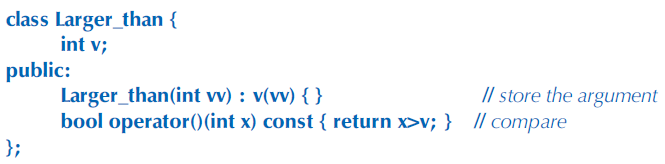 class Larger_than {
int v;
public:
Larger_than(int vv) : v(vv) { } // store the argument
bool operator()(int x) const { return x>v; } // compare
};